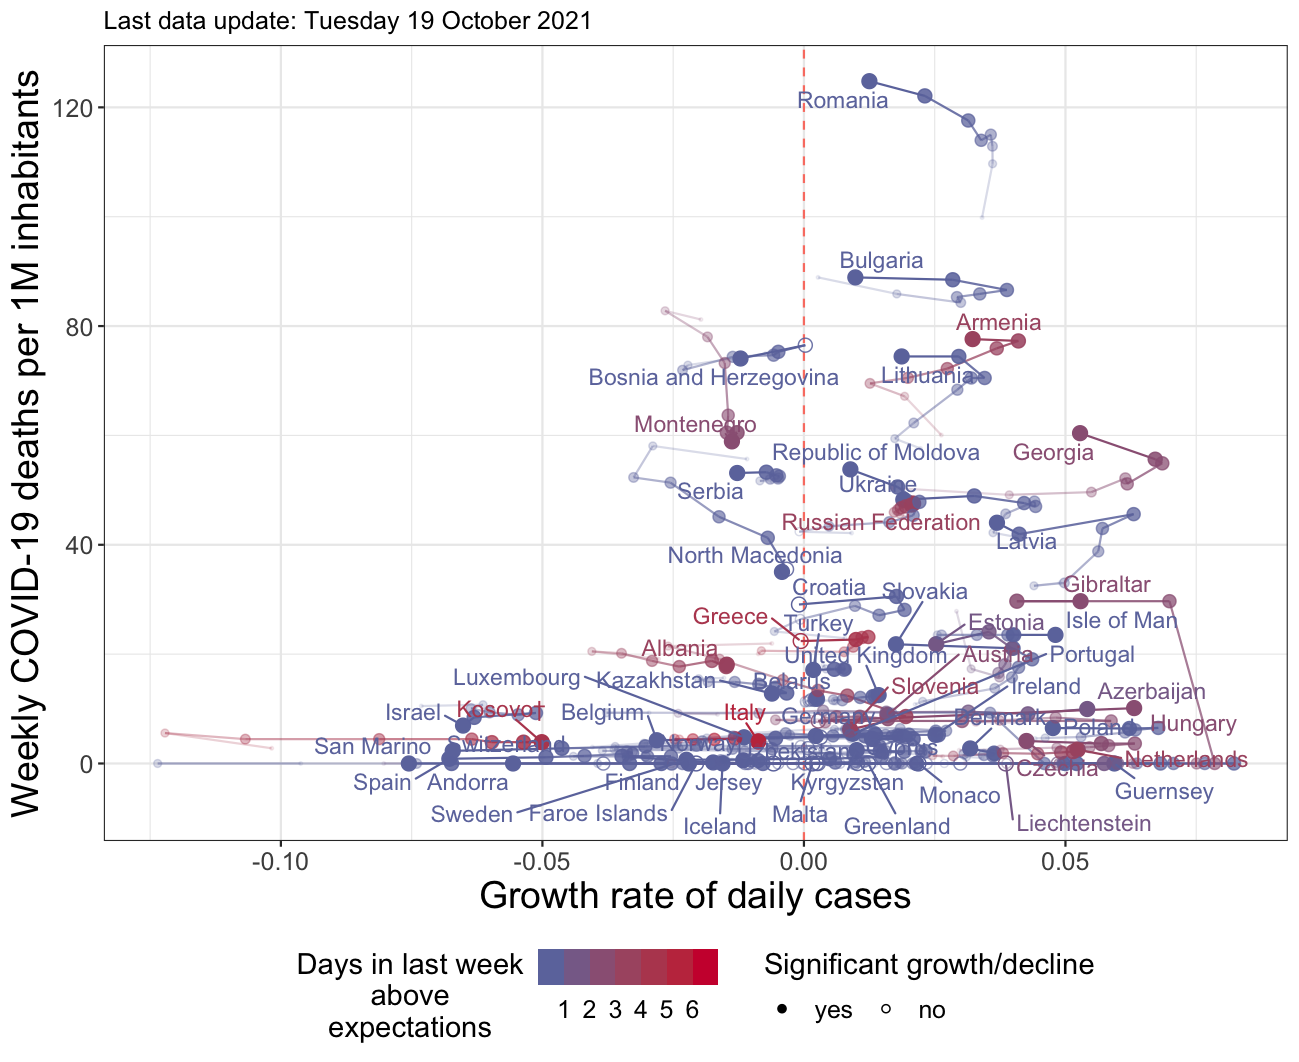 Last data update: Tuesday 19 October 2021
Weekly COVID-19 deaths per 1M inhabitants
120
80
40
0
Romania
Bulgaria
Armenia
Bosnia and Herzegovina
Lithuania
Montenegro
Republic of Moldova
Georgia
Serbia
Ukraine
Russian Federation
Latvia
North Macedonia
Croatia
Slovakia
Gibraltar
Greece
Turkey
Estonia
Isle of Man
Albania
United Kingdom
Austria
Portugal
Luxembourg
Kazakhstan
Belarus
Slovenia
Ireland
Azerbaijan
Israel
Kosovo†
Belgium
Italy
Germany
Denmark
Poland
Hungary
San Marino
Switzerland
Norway
Cyprus
Netherlands
Czechia
Spain
Andorra
Finland
Jersey
Kyrgyzstan
Monaco
Guernsey
Sweden
Faroe Islands
Iceland
Malta
Greenland
Liechtenstein
-0.10
-0.05
0.00
0.05
Growth rate of daily cases
Days in last week
above
expectations
1 2 3 4 5 6
Significant growth/decline
yes
no